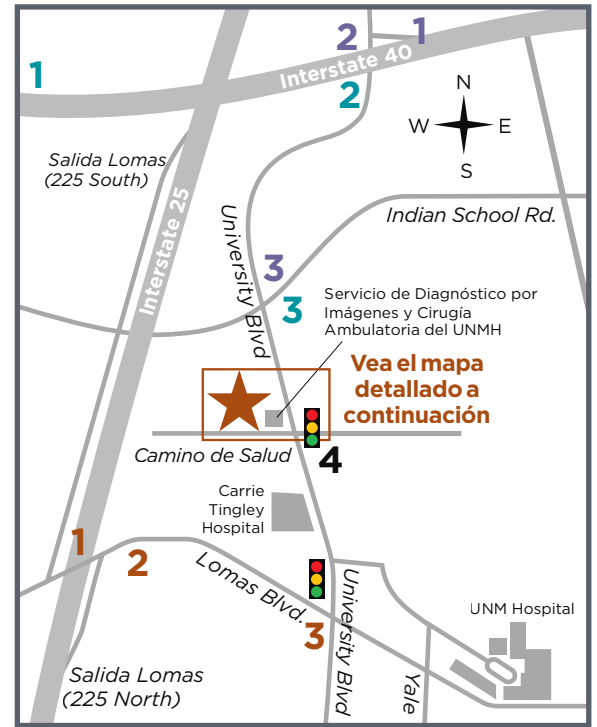 1
2
1
Interstate 40
2
N
W
E
S
Salida Lomas
(225 South)
Interstate 25
University Blvd
Indian School Rd.
3
3
Servicio de Diagnóstico por
Imágenes y Cirugía
Ambulatoria del UNMH
Vea el mapa
detallado a
continuación
Camino de Salud
4
Carrie
Tingley
Hospital
1
2
Lomas Blvd.
3
University Blvd
Yale
UNM Hospital
Salida Lomas
(225 North)